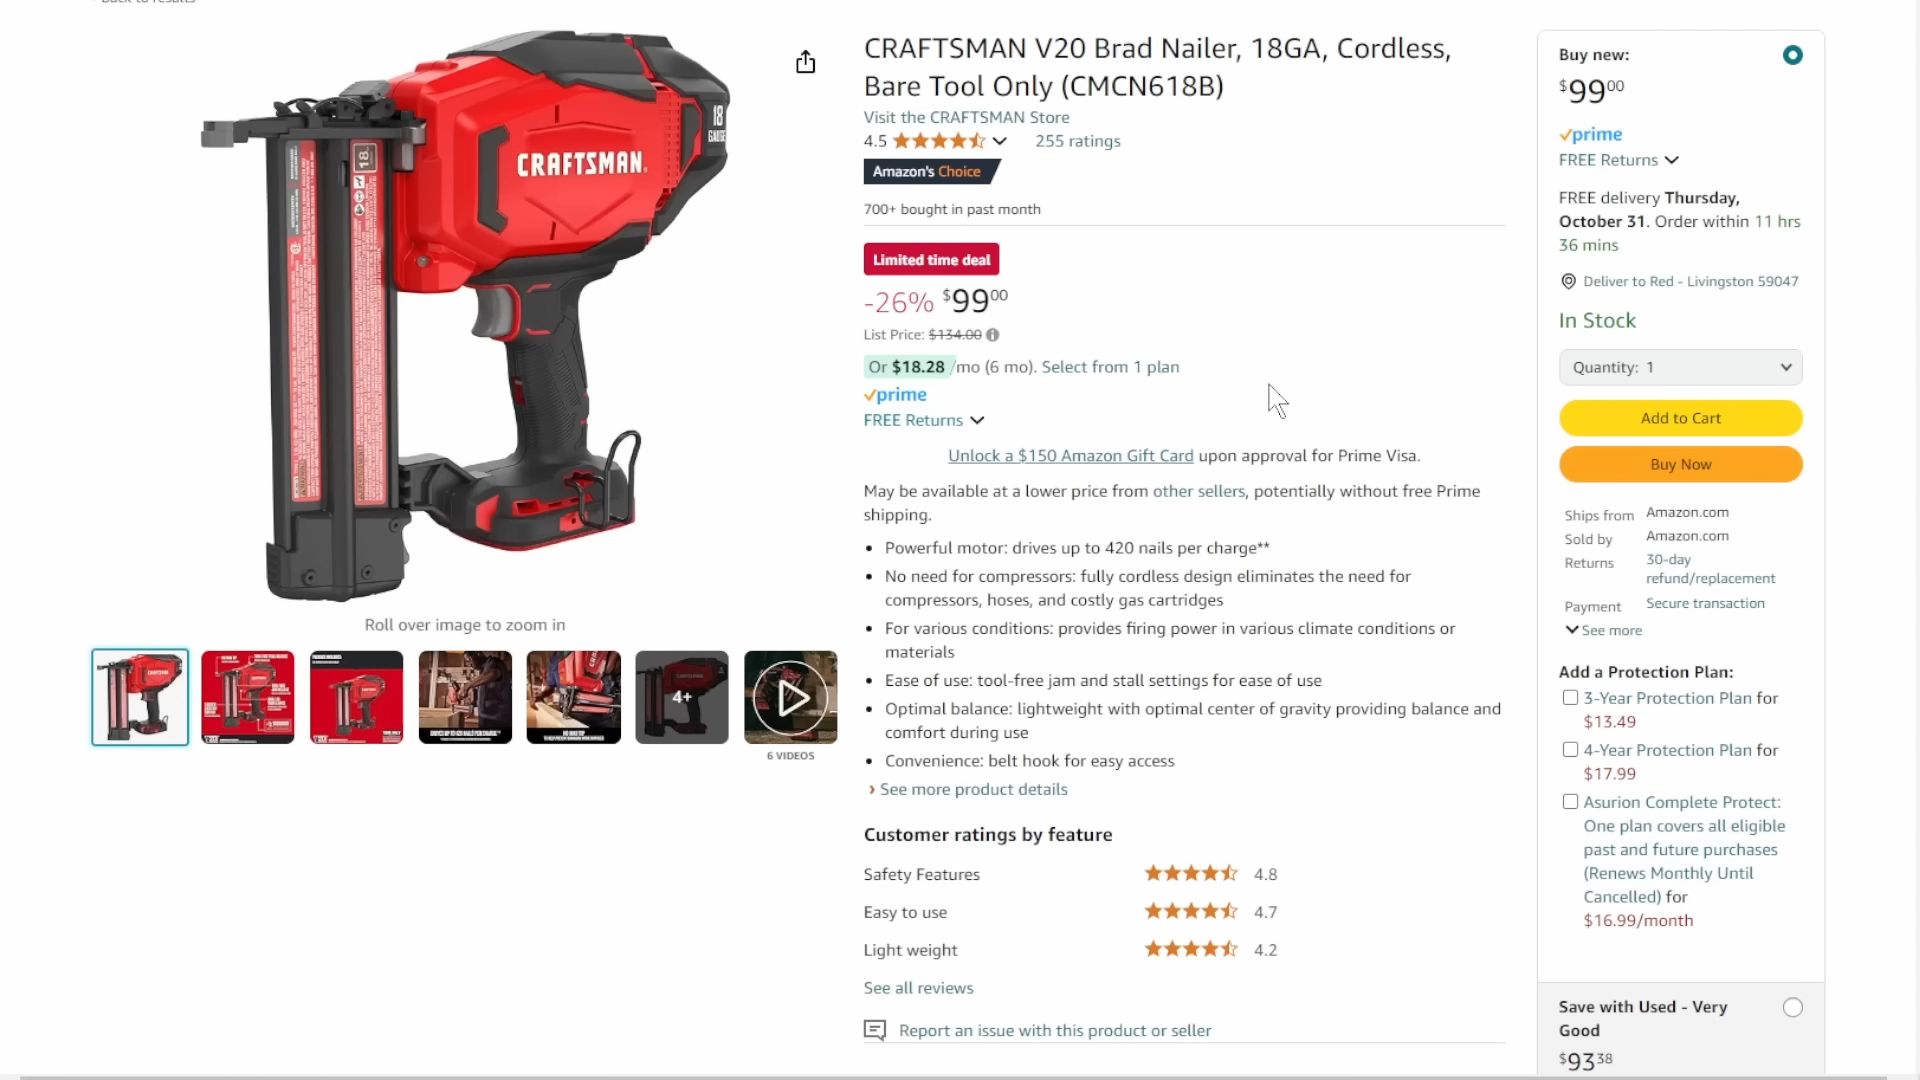 CRAFTSMAN
18
GAUGE
18
Roll over image to zoom in
4+
6 VIDEOS
CRAFTSMAN V20 Brad Nailer, 18GA, Cordless,
Bare Tool Only (CMCN618B)
Visit the CRAFTSMAN Store
4.5 255 ratings
Amazon's Choice
700+ bought in past month
Limited time deal
-26% $99 00
List Price: $134.00
Or $18.28 /mo (6 mo). Select from 1 plan
prime
FREE Returns
Unlock a $150 Amazon Gift Card upon approval for Prime Visa.
May be available at a lower price from other sellers, potentially without free Prime
shipping.
• Powerful motor: drives up to 420 nails per charge**
• No need for compressors: fully cordless design eliminates the need for
compressors, hoses, and costly gas cartridges
• For various conditions: provides firing power in various climate conditions or
materials
• Ease of use: tool-free jam and stall settings for ease of use
• Optimal balance: lightweight with optimal center of gravity providing balance and
comfort during use
• Convenience: belt hook for easy access
› See more product details
Customer ratings by feature
Safety Features 4.8
Easy to use 4.7
Light weight 4.2
See all reviews
Report an issue with this product or seller
Buy new:
$99 00
prime
FREE Returns
FREE delivery Thursday,
October 31. Order within 11 hrs
36 mins
Deliver to Red - Livingston 59047
In Stock
Quantity: 1
Add to Cart
Buy Now
Ships from Amazon.com
Sold by Amazon.com
Returns 30-day
refund/replacement
Payment Secure transaction
See more
Add a Protection Plan:
3-Year Protection Plan for
$13.49
4-Year Protection Plan for
$17.99
Asurion Complete Protect:
One plan covers all eligible
past and future purchases
(Renews Monthly Until
Cancelled) for
$16.99/month
Save with Used - Very
Good
$93 38